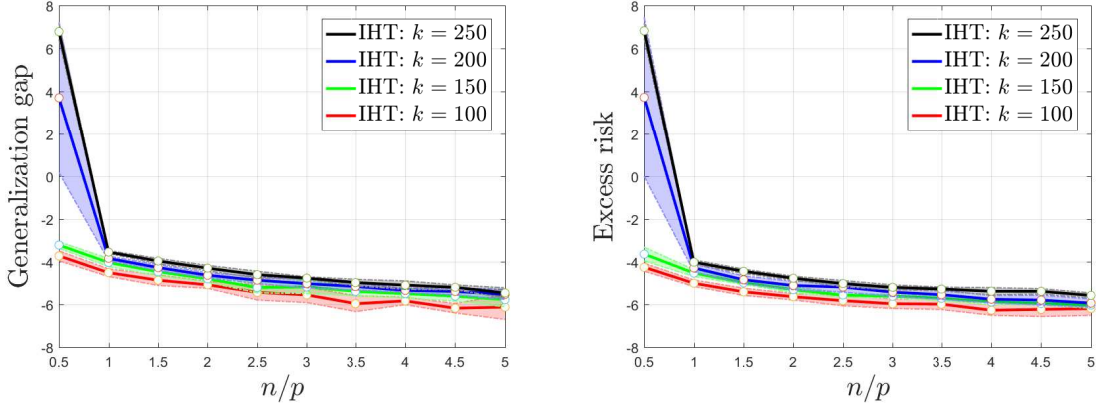 Generalization gap
8
6
4
2
0
-2
-4
-6
-8
IHT: k = 250
IHT: k = 200
IHT: k = 150
IHT: k = 100
0.5 1 1.5 2 2.5 3 3.5 4 4.5 5
n/p
Excess risk
8
6
4
2
0
-2
-4
-6
-8
IHT: k = 250
IHT: k = 200
IHT: k = 150
IHT: k = 100
0.5 1 1.5 2 2.5 3 3.5 4 4.5 5
n/p